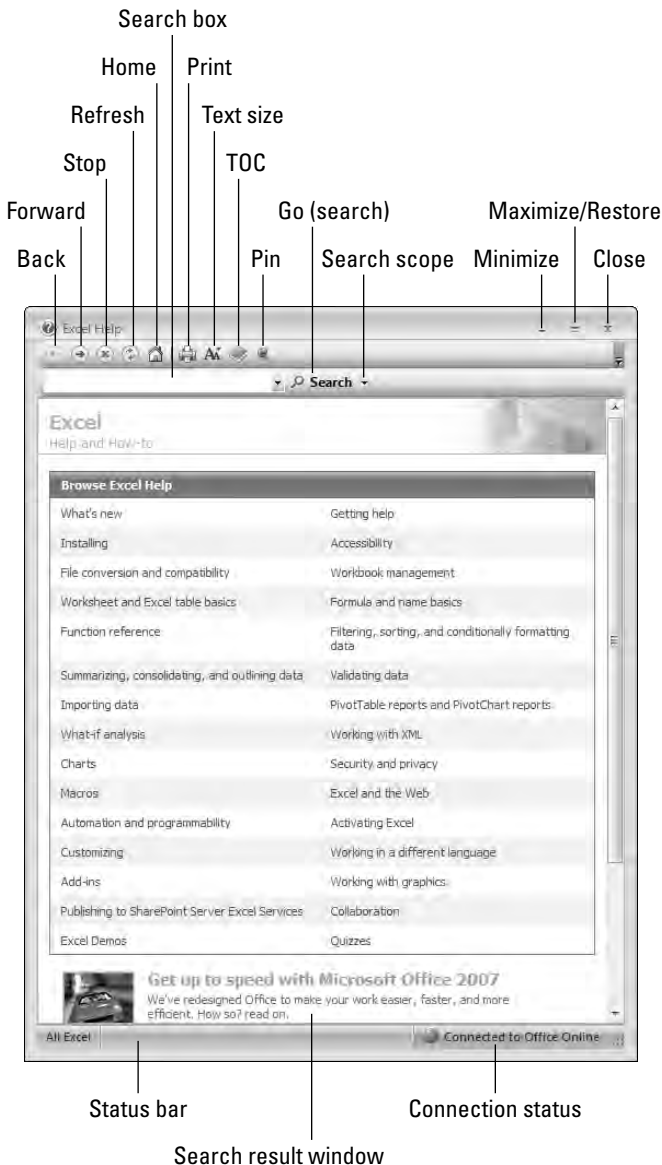 Search box
Home Print
Refresh Text size
Stop TOC
Forward Go (search) Maximize/Restore
Back Pin Search scope Minimize Close
Excel Help
Search
Excel
Help and How-to
Browse Excel Help
What's new Getting help
Installing Accessibility
File conversion and compatibility Workbook management
Worksheet and Excel table basics Formula and name basics
Function reference Filtering, sorting, and conditionally formatting
data
Summarizing, consolidating, and outlining data Validating data
Importing data PivotTable reports and PivotChart reports
What-if analysis Working with XML
Charts Security and privacy
Macros Excel and the Web
Automation and programmability Activating Excel
Customizing Working in a different language
Add-ins Working with graphics
Publishing to SharePoint Server Excel Services Collaboration
Excel Demos Quizzes
Get up to speed with Microsoft Office 2007
We've redesigned Office to make your work easier, faster, and more
efficient. How so? read on.
All Excel Connected to Office Online
Status bar Connection status
Search result window